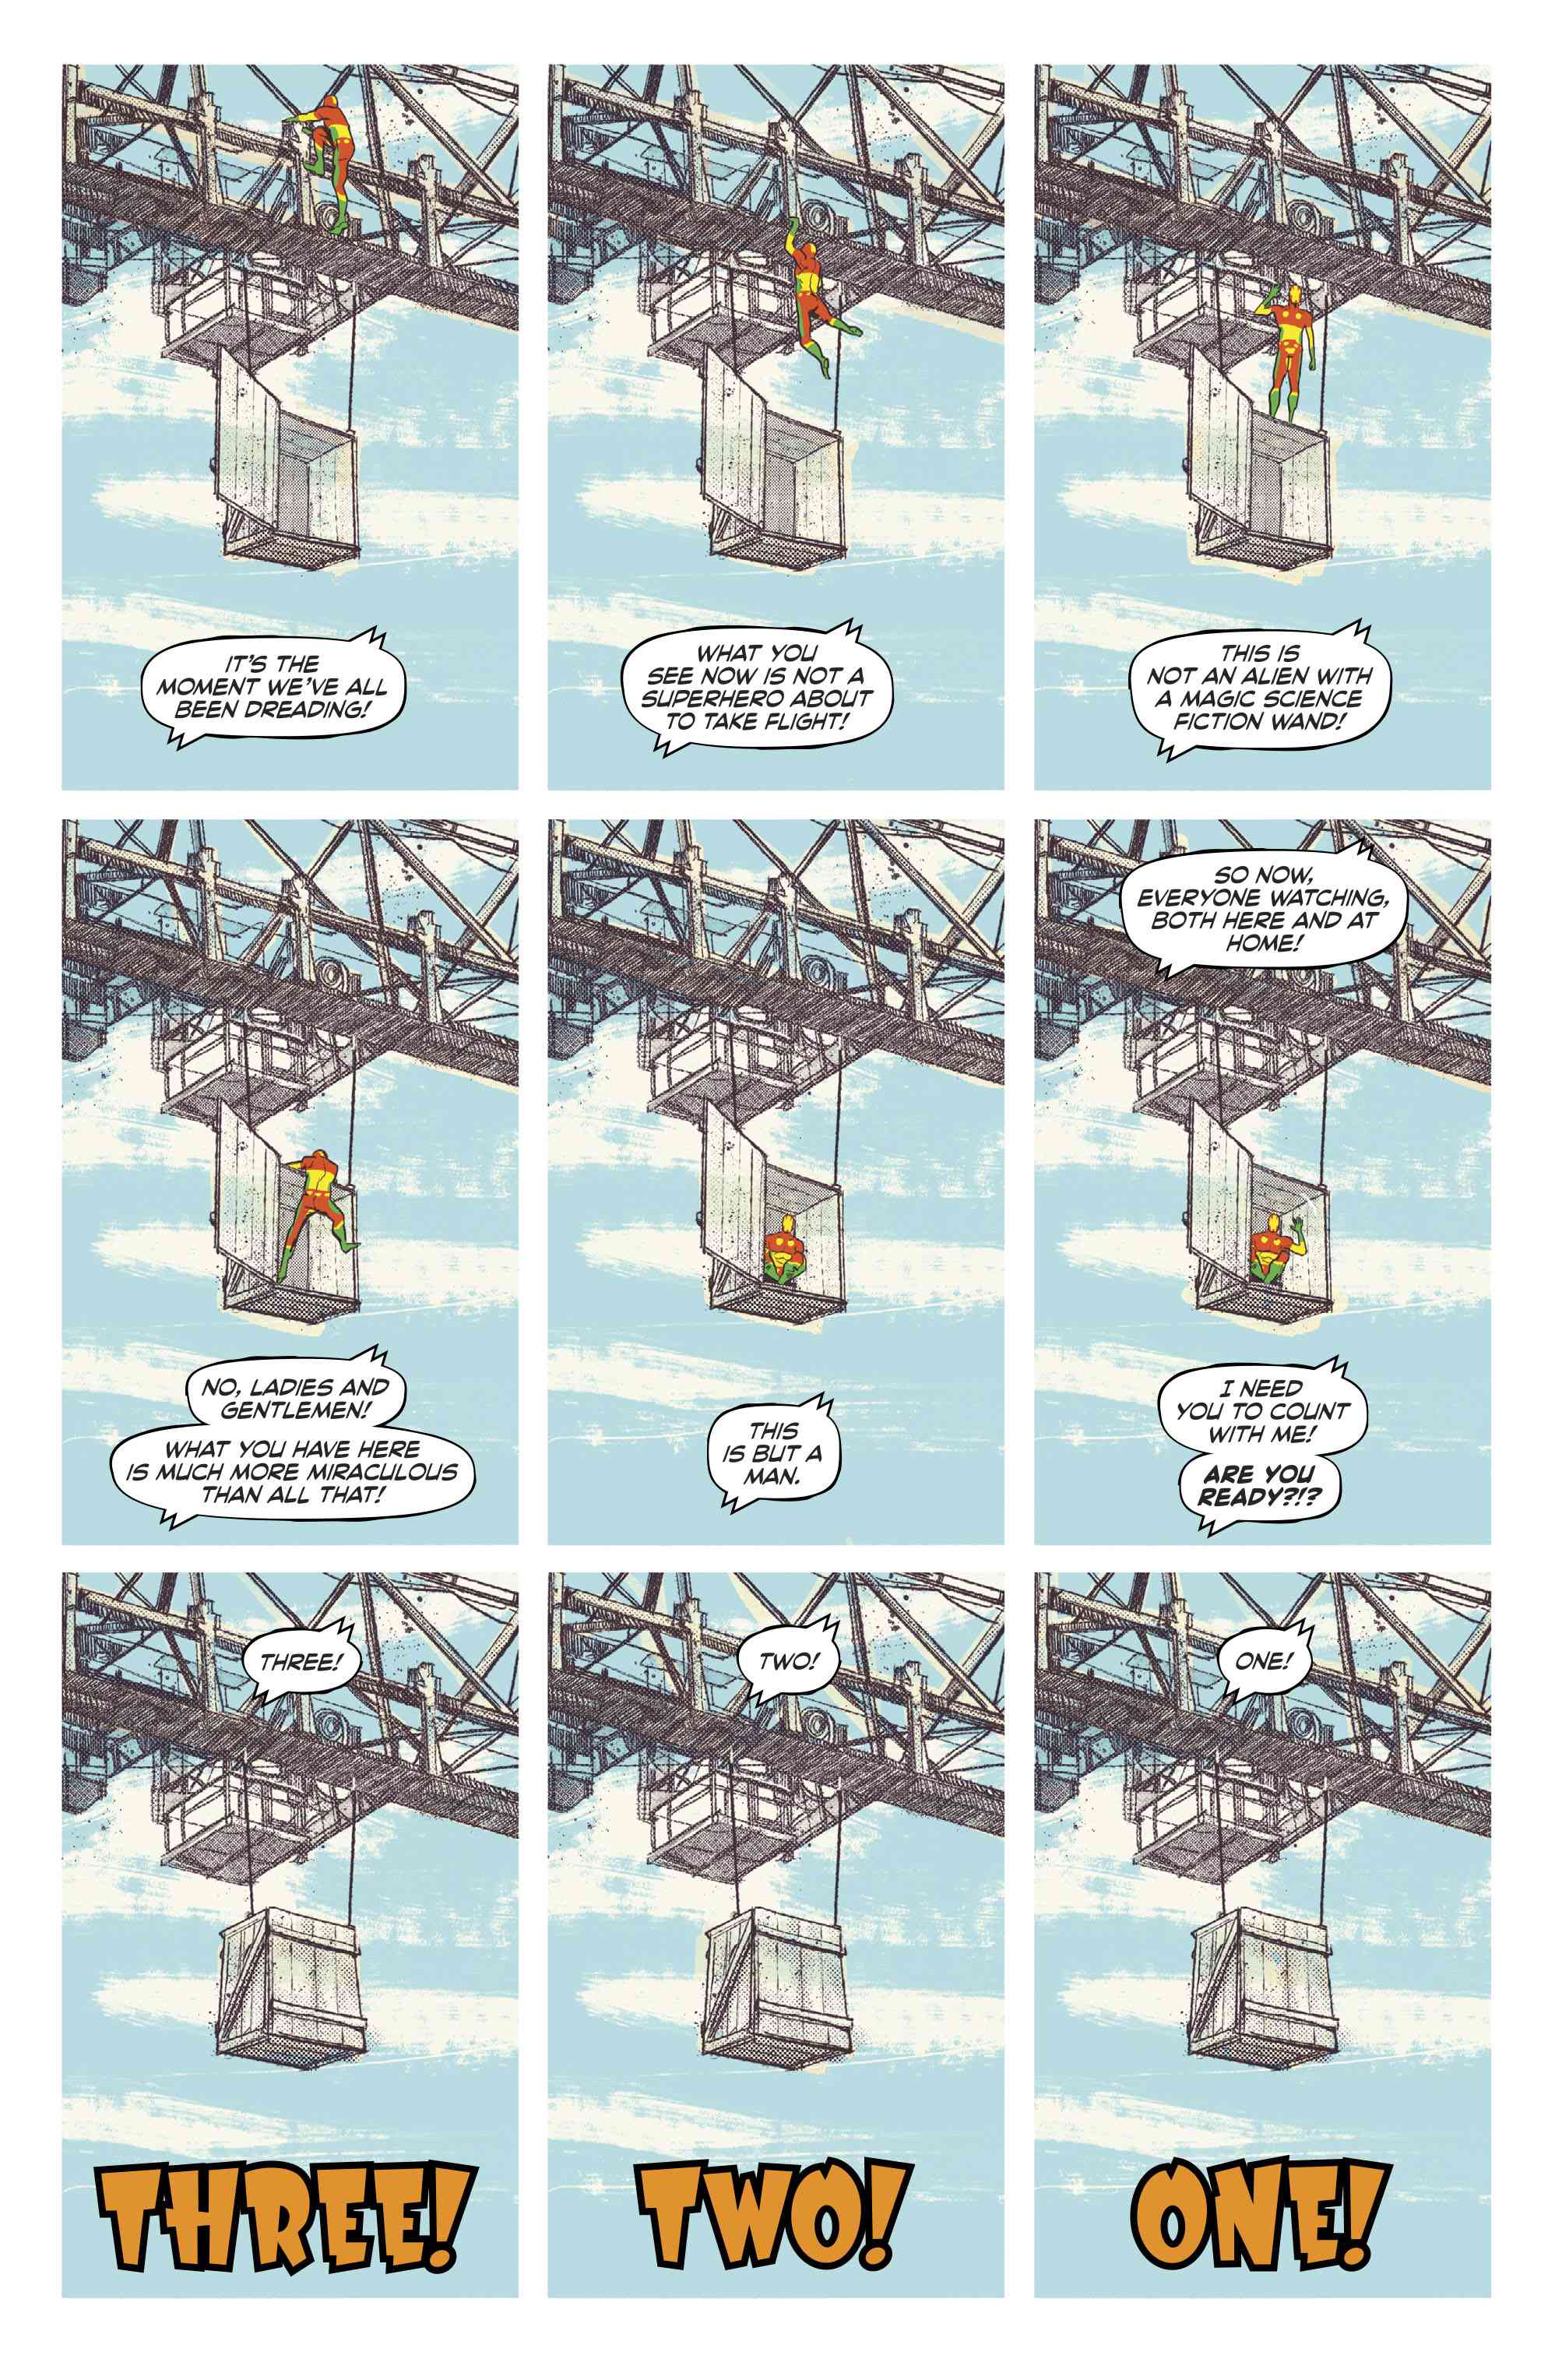 IT'S THE
MOMENT WE'VE ALL
BEEN DREADING!
WHAT YOU
SEE NOW IS NOT A
SUPERHERO ABOUT
TO TAKE FLIGHT!
THIS IS
NOT AN ALIEN WITH
A MAGIC SCIENCE
FICTION WAND!
NO, LADIES AND
GENTLEMEN!
WHAT YOU HAVE HERE
IS MUCH MORE MIRACULOUS
THAN ALL THAT!
THIS
IS BUT A
MAN.
SO NOW,
EVERYONE WATCHING,
BOTH HERE AND AT
HOME!
I NEED
YOU TO COUNT
WITH ME!
ARE YOU
READY?!?
THREE!
THREE!
TWO!
TWO!
ONE!
ONE!